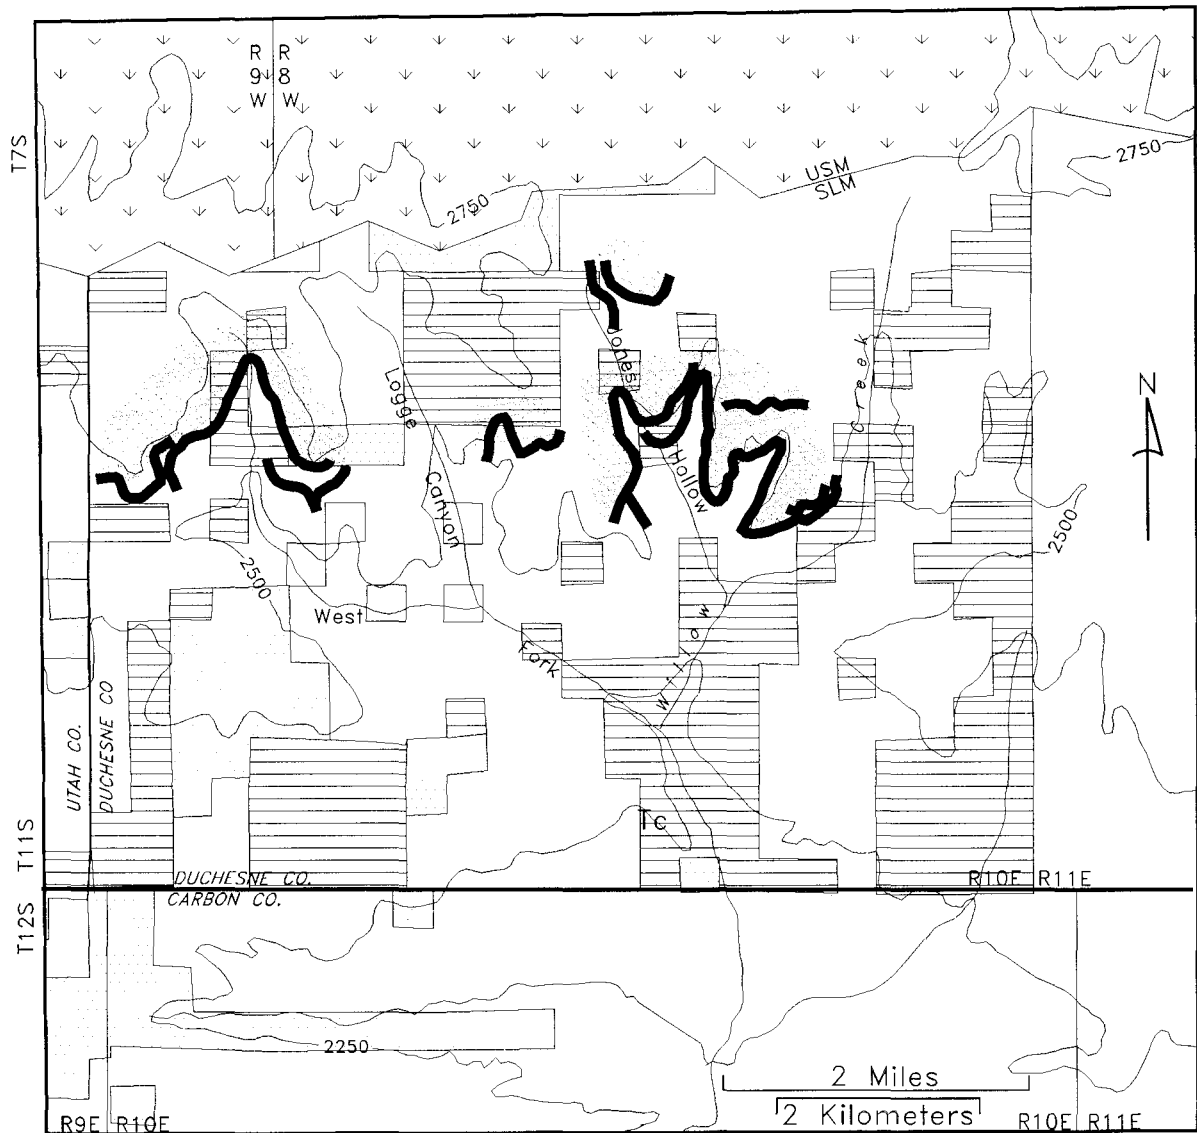 R R
9 8
W W
T7S
2750
USM
SLM
2750
N
Jones
Hollow
Logge
Canyon
Creek
2500
2500
West
Fork
Willow
UTAH CO.
DUCHESNE CO
Tc
T11S
DUCHESNE CO.
CARBON CO.
R10E R11E
T12S
2250
2 Miles
2 Kilometers
R9E R10E
R10E R11E